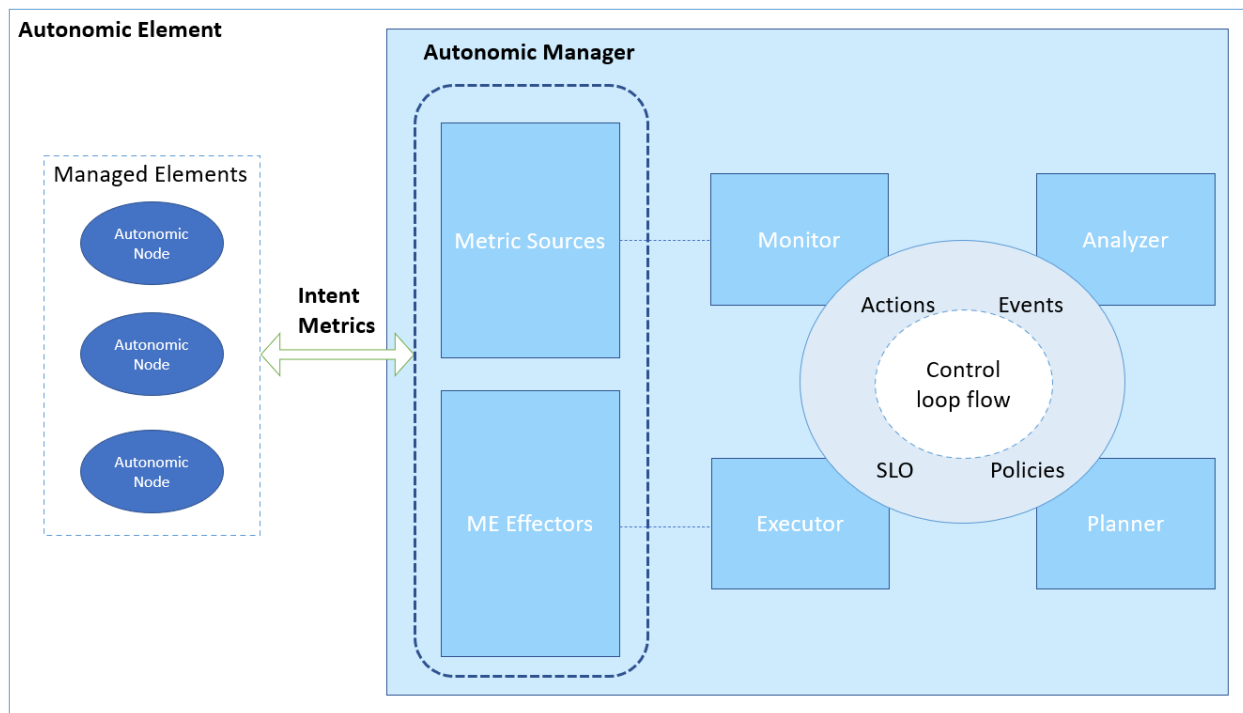 Autonomic Element
Autonomic Manager
Managed Elements
Autonomic
Node
Autonomic
Node
Autonomic
Node
Intent
Metrics
Metric Sources
ME Effectors
Monitor
Analyzer
Actions
Events
Control
loop flow
SLO
Policies
Executor
Planner